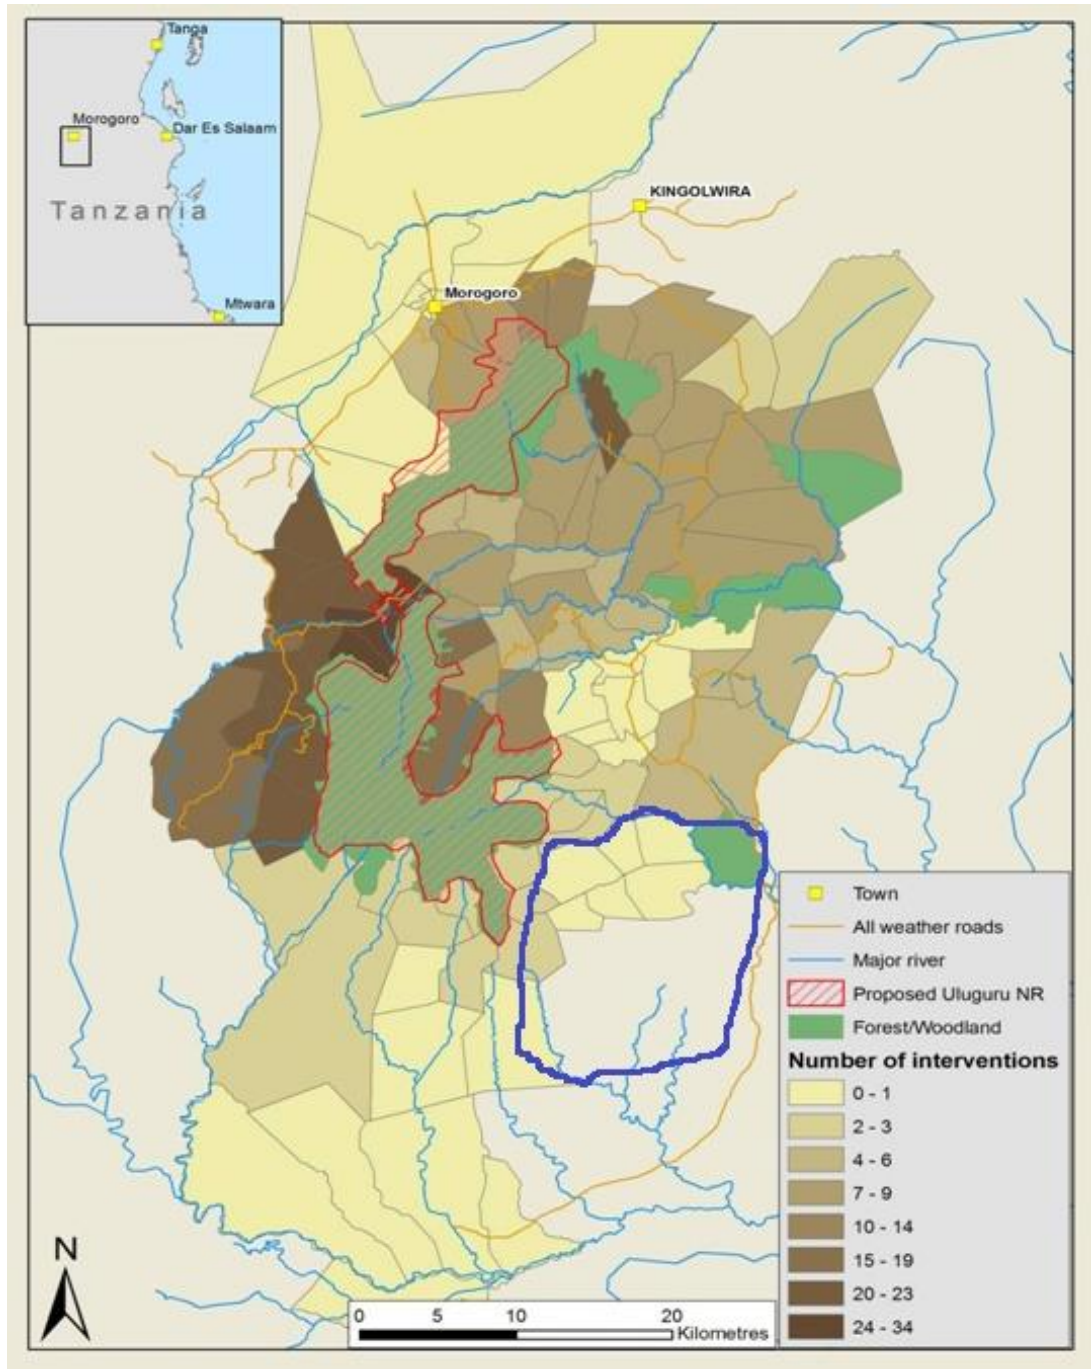 Tanga
Morogoro
Dar Es Salaam
Tanzania
Mtwara
KINGOLWIRA
Morogoro
Town
All weather roads
Major river
Proposed Uluguru NR
Forest/Woodland
Number of interventions
0 - 1
2 - 3
4 - 6
7 - 9
10 - 14
15 - 19
20 - 23
24 - 34
N
0 5 10 20
Kilometres